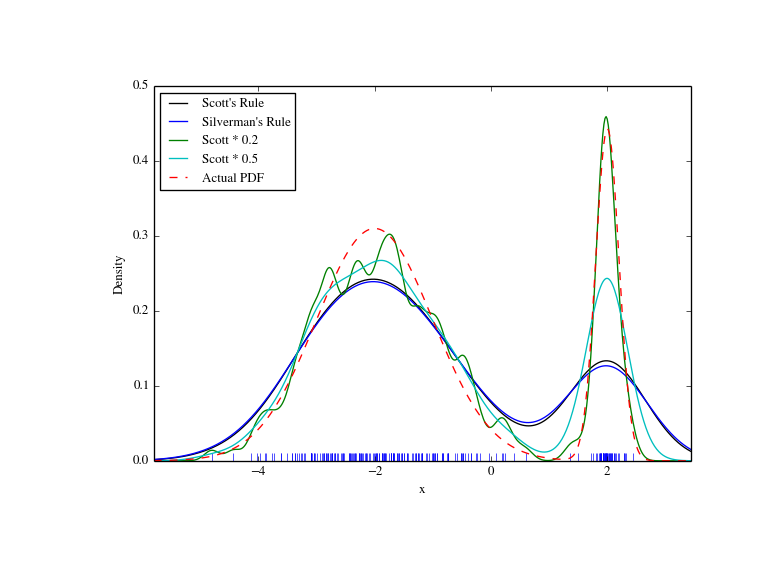 0.5
0.4
0.3
0.2
0.1
0.0
Density
Scott's Rule
Silverman's Rule
Scott * 0.2
Scott * 0.5
Actual PDF
−4
−2
0
2
x